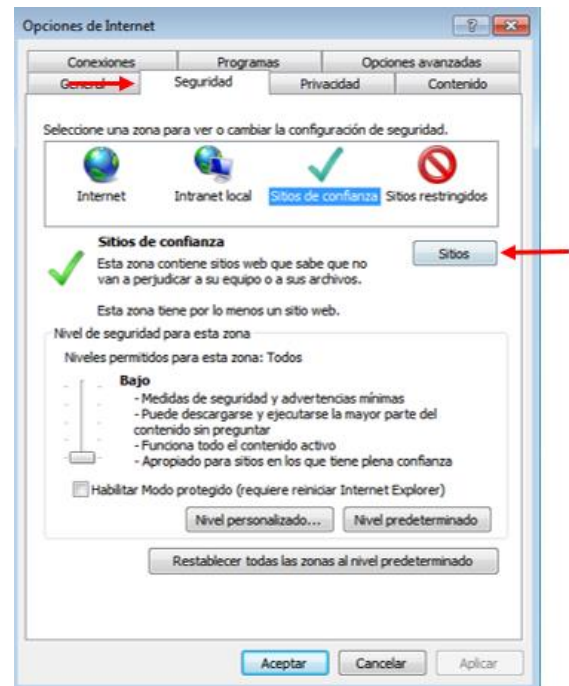 Opciones de Internet
Conexiones Programas Opciones avanzadas
General Seguridad Privacidad Contenido
Seleccione una zona para ver o cambiar la configuración de seguridad.
Internet Intranet local Sitios de confianza Sitios restringidos
Sitios de confianza
Sitios
Esta zona contiene sitios web que sabe que no
van a perjudicar a su equipo o a sus archivos.
Esta zona tiene por lo menos un sitio web.
Nivel de seguridad para esta zona
Niveles permitidos para esta zona: Todos
Bajo
- Medidas de seguridad y advertencias mínimas
- Puede descargarse y ejecutarse la mayor parte del
contenido sin preguntar
- Funciona todo el contenido activo
- Apropiado para sitios en los que tiene plena confianza
Habilitar Modo protegido (requiere reiniciar Internet Explorer)
Nivel personalizado... Nivel predeterminado
Restablecer todas las zonas al nivel predeterminado
Aceptar Cancelar Aplicar